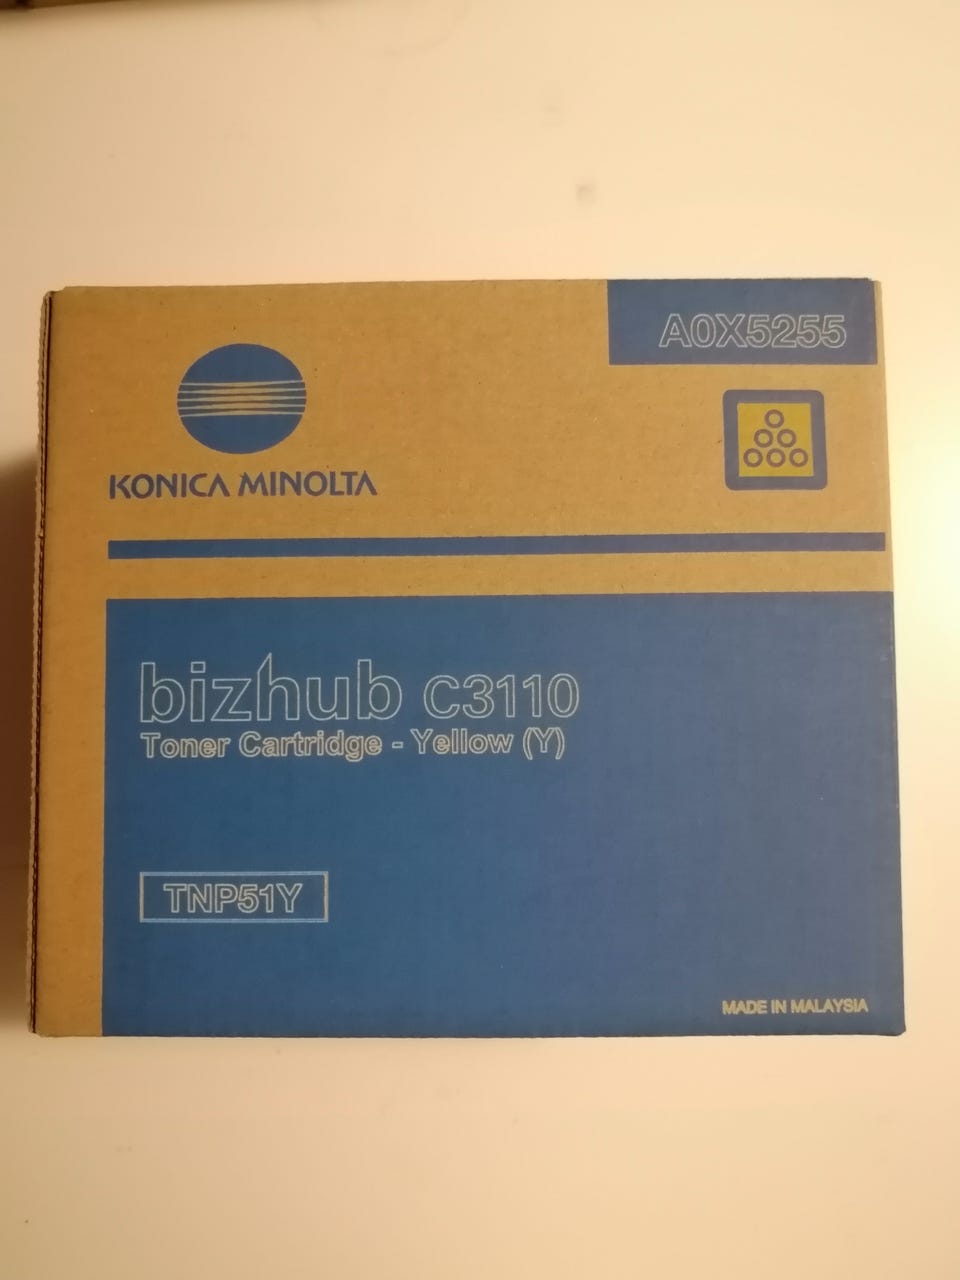 A0X5255
KONICA MINOLTA
bizhub C3110
Toner Cartridge - Yellow (Y)
TNP51Y
MADE IN MALAYSIA